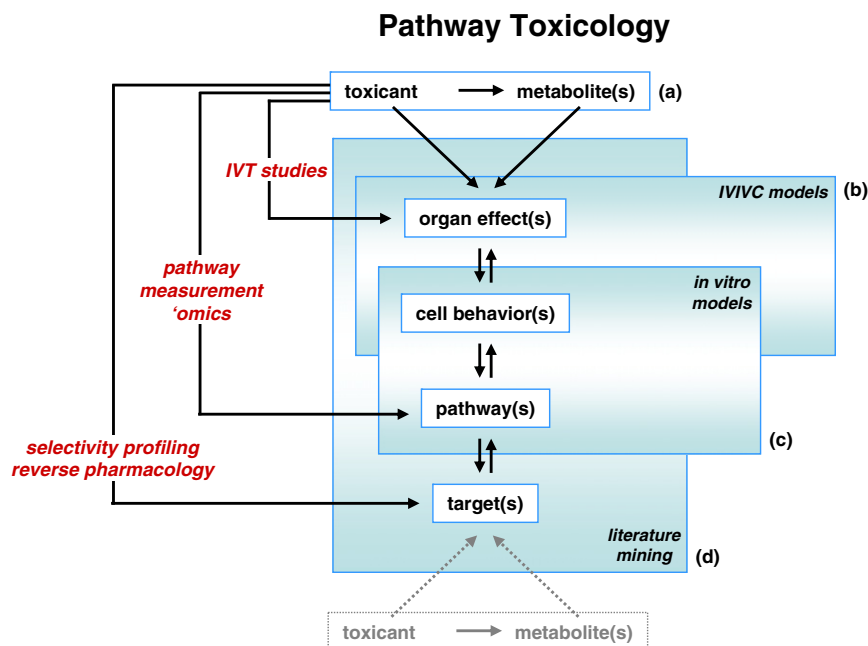 Pathway Toxicology
toxicant metabolite(s) (a)
IVT studies
IVIVC models (b)
organ effect(s)
pathway
measurement
‘omics
in vitro
models
cell behavior(s)
pathway(s)
(c)
selectivity profiling
reverse pharmacology
target(s)
literature
mining
(d)
toxicant metabolite(s)